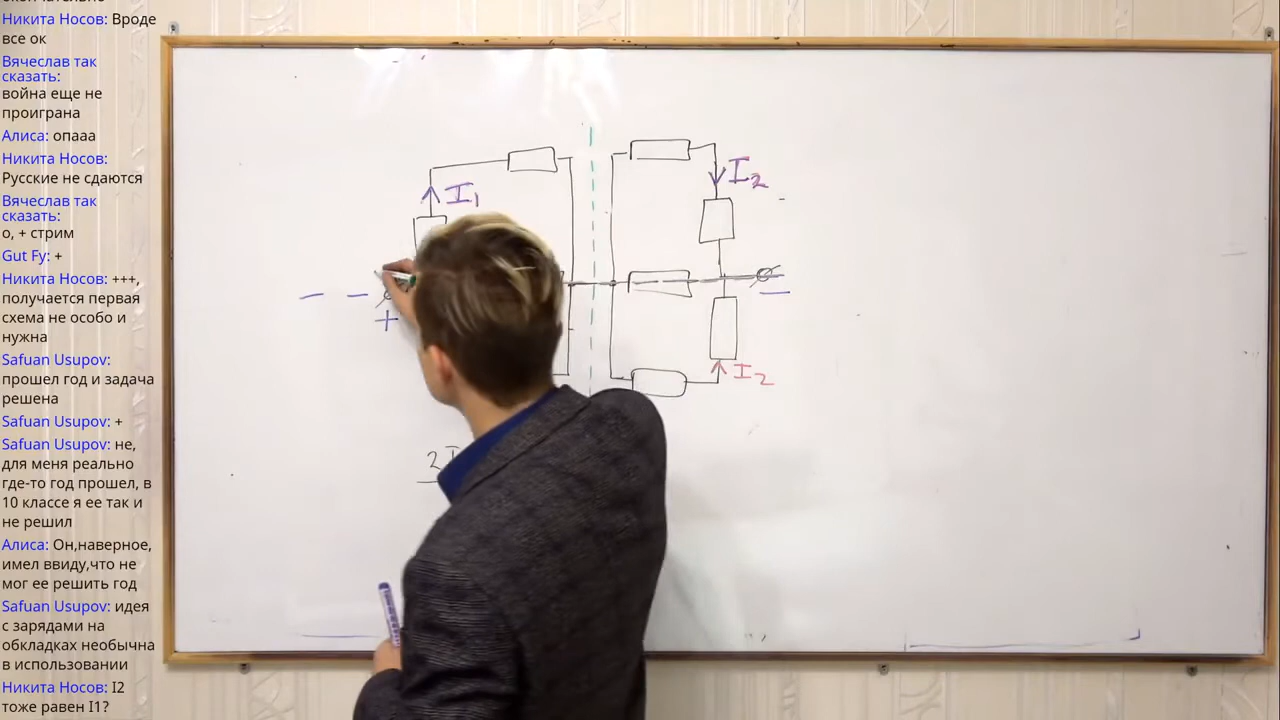 Никита Носов: Вроде
все ок
Вячеслав так
сказать:
война еще не
проиграна
Алиса: опааа
Никита Носов:
Русские не сдаются
Вячеслав так
сказать:
о, + стрим
Gut Fy: +
Никита Носов: +++,
получается первая
схема не особо и
нужна
Safuan Usupov:
прошел год и задача
решена
Safuan Usupov: +
Safuan Usupov: не,
для меня реально
где-то год прошел, в
10 классе я ее так и
не решил
Алиса: Он,наверное,
имел ввиду,что не
мог ее решить год
Safuan Usupov: идея
с зарядами на
обкладках необычна
в использовании
Никита Носов: I2
тоже равен I1?
I₁
I₂
+
−
I₂
2I